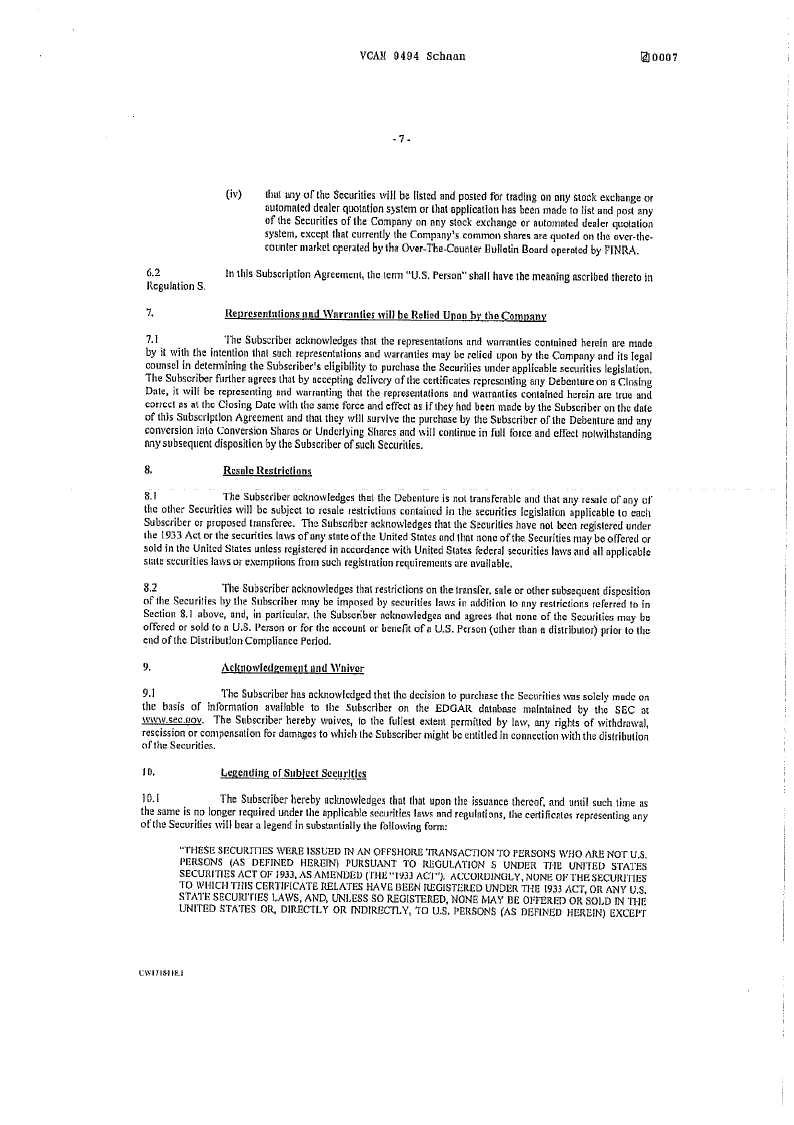 VCAM 9494 Schaan 0007
- 7 -
(iv) that any of the Securities will be listed and posted for trading on any stock exchange or
automated dealer quotation system or that application has been made to list and post any
of the Securities of the Company on any stock exchange or automated dealer quotation
system, except that currently the Company's common shares are quoted on the over-the-
counter market operated by the Over-The-Counter Bulletin Board operated by FINRA.
6.2 In this Subscription Agreement, the term "U.S. Person" shall have the meaning ascribed thereto in
Regulation S.
7. Representations and Warranties will be Relied Upon by the Company
7.1 The Subscriber acknowledges that the representations and warranties contained herein are made
by it with the intention that such representations and warranties may be relied upon by the Company and its legal
counsel in determining the Subscriber's eligibility to purchase the Securities under applicable securities legislation.
The Subscriber further agrees that by accepting delivery of the certificates representing any Debenture on a Closing
Date, it will be representing and warranting that the representations and warranties contained herein are true and
correct as at the Closing Date with the same force and effect as if they had been made by the Subscriber on the date
of this Subscription Agreement and that they will survive the purchase by the Subscriber of the Debenture and any
conversion into Conversion Shares or Underlying Shares and will continue in full force and effect notwithstanding
any subsequent disposition by the Subscriber of such Securities.
8. Resale Restrictions
8.1 The Subscriber acknowledges that the Debenture is not transferable and that any resale of any of
the other Securities will be subject to resale restrictions contained in the securities legislation applicable to each
Subscriber or proposed transferee. The Subscriber acknowledges that the Securities have not been registered under
the 1933 Act or the securities laws of any state of the United States and that none of the Securities may be offered or
sold in the United States unless registered in accordance with United States federal securities laws and all applicable
state securities laws or exemptions from such registration requirements are available.
8.2 The Subscriber acknowledges that restrictions on the transfer, sale or other subsequent disposition
of the Securities by the Subscriber may be imposed by securities laws in addition to any restrictions referred to in
Section 8.1 above, and, in particular, the Subscriber acknowledges and agrees that none of the Securities may be
offered or sold to a U.S. Person or for the account or benefit of a U.S. Person (other than a distributor) prior to the
end of the Distribution Compliance Period.
9. Acknowledgement and Waiver
9.1 The Subscriber has acknowledged that the decision to purchase the Securities was solely made on
the basis of information available to the Subscriber on the EDGAR database maintained by the SEC at
www.sec.gov. The Subscriber hereby waives, to the fullest extent permitted by law, any rights of withdrawal,
rescission or compensation for damages to which the Subscriber might be entitled in connection with the distribution
of the Securities.
10. Legending of Subject Securities
10.1 The Subscriber hereby acknowledges that that upon the issuance thereof, and until such time as
the same is no longer required under the applicable securities laws and regulations, the certificates representing any
of the Securities will bear a legend in substantially the following form:
"THESE SECURITIES WERE ISSUED IN AN OFFSHORE TRANSACTION TO PERSONS WHO ARE NOT U.S.
PERSONS (AS DEFINED HEREIN) PURSUANT TO REGULATION S UNDER THE UNITED STATES
SECURITIES ACT OF 1933, AS AMENDED (THE "1933 ACT"). ACCORDINGLY, NONE OF THE SECURITIES
TO WHICH THIS CERTIFICATE RELATES HAVE BEEN REGISTERED UNDER THE 1933 ACT, OR ANY U.S.
STATE SECURITIES LAWS, AND, UNLESS SO REGISTERED, NONE MAY BE OFFERED OR SOLD IN THE
UNITED STATES OR, DIRECTLY OR INDIRECTLY, TO U.S. PERSONS (AS DEFINED HEREIN) EXCEPT